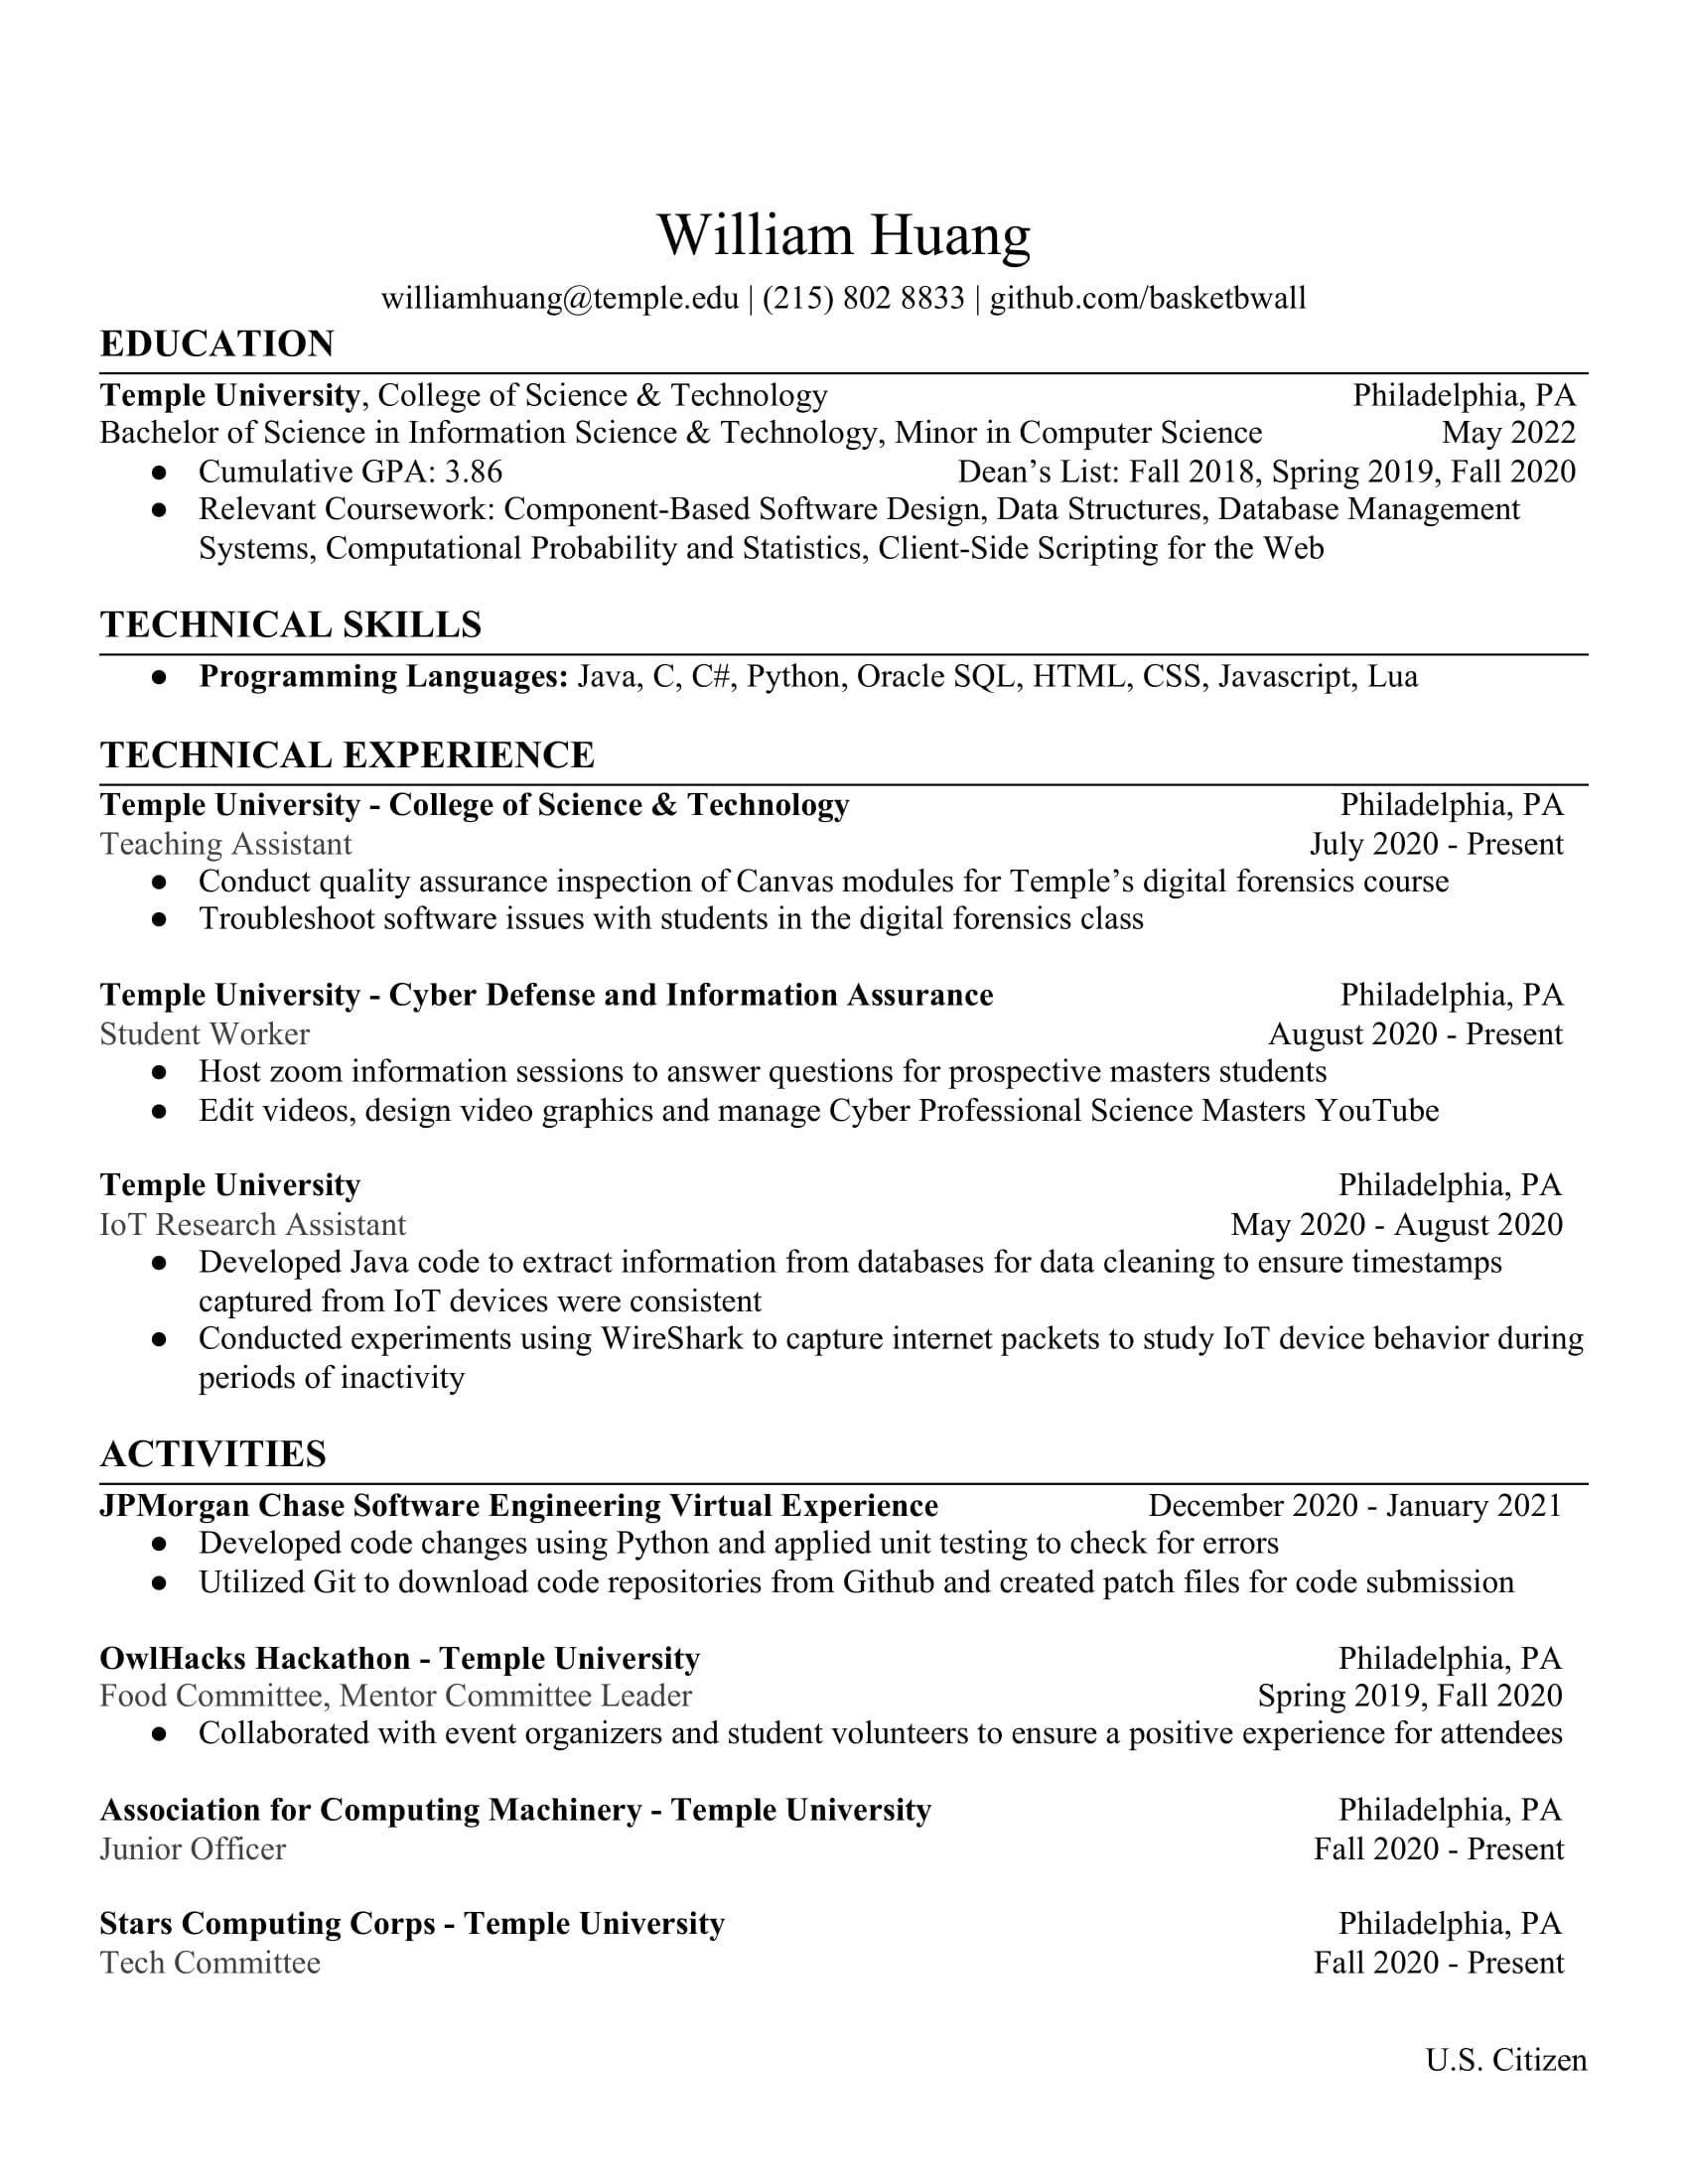 William Huang
williamhuang@temple.edu | (215) 802 8833 | github.com/basketbwall
EDUCATION
Temple University, College of Science & Technology Philadelphia, PA
Bachelor of Science in Information Science & Technology, Minor in Computer Science May 2022
● Cumulative GPA: 3.86 Dean’s List: Fall 2018, Spring 2019, Fall 2020
● Relevant Coursework: Component-Based Software Design, Data Structures, Database Management
Systems, Computational Probability and Statistics, Client-Side Scripting for the Web
TECHNICAL SKILLS
● Programming Languages: Java, C, C#, Python, Oracle SQL, HTML, CSS, Javascript, Lua
TECHNICAL EXPERIENCE
Temple University - College of Science & Technology Philadelphia, PA
Teaching Assistant July 2020 - Present
● Conduct quality assurance inspection of Canvas modules for Temple’s digital forensics course
● Troubleshoot software issues with students in the digital forensics class
Temple University - Cyber Defense and Information Assurance Philadelphia, PA
Student Worker August 2020 - Present
● Host zoom information sessions to answer questions for prospective masters students
● Edit videos, design video graphics and manage Cyber Professional Science Masters YouTube
Temple University Philadelphia, PA
IoT Research Assistant May 2020 - August 2020
● Developed Java code to extract information from databases for data cleaning to ensure timestamps
captured from IoT devices were consistent
● Conducted experiments using WireShark to capture internet packets to study IoT device behavior during
periods of inactivity
ACTIVITIES
JPMorgan Chase Software Engineering Virtual Experience December 2020 - January 2021
● Developed code changes using Python and applied unit testing to check for errors
● Utilized Git to download code repositories from Github and created patch files for code submission
OwlHacks Hackathon - Temple University Philadelphia, PA
Food Committee, Mentor Committee Leader Spring 2019, Fall 2020
● Collaborated with event organizers and student volunteers to ensure a positive experience for attendees
Association for Computing Machinery - Temple University Philadelphia, PA
Junior Officer Fall 2020 - Present
Stars Computing Corps - Temple University Philadelphia, PA
Tech Committee Fall 2020 - Present
U.S. Citizen